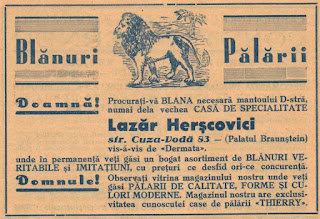 Blănuri Pălării
Doamnă!
Procurați-vă BLANA necesară mantoului D-stră,
numai dela vechea CASĂ DE SPECIALITATE
Lazăr Herșcovici
str. Cuza-Vodă 53 — (Palatul Braunștein)
vis-à-vis de «Dermata»,
unde în permanență veți găsi un bogat asortiment de BLĂNURI VE-
RITABILE și IMITAȚIUNI, cu prețuri ce desfid ori-ce concurență.
Domnule!
Observați vitrina magazinului nostru unde veți
găsi PĂLĂRII DE CALITATE, FORME ȘI CU-
LORI MODERNE. Magazinul nostru are exclusi-
vitatea cunoscutei case de pălării «THIERRY».